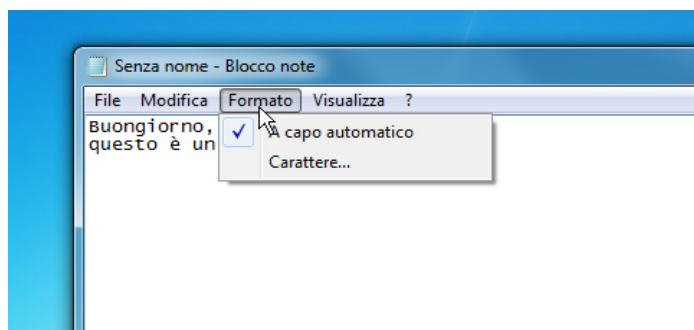 Senza nome - Blocco note
File Modifica Formato Visualizza ?
Buongiorno,
questo è un
A capo automatico
Carattere...